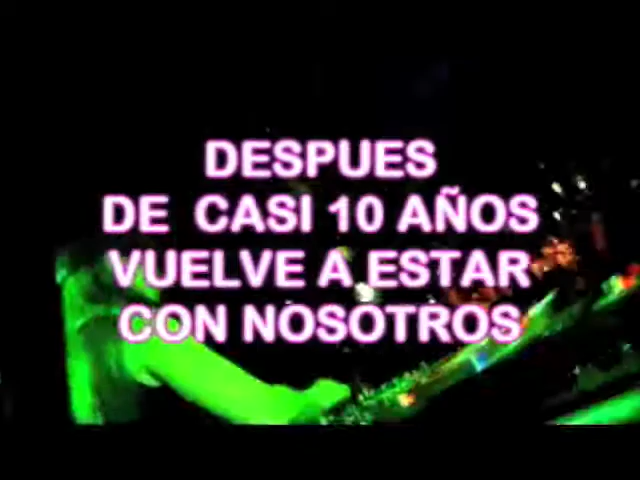 DESPUES
DE CASI 10 AÑOS
VUELVE A ESTAR
CON NOSOTROS